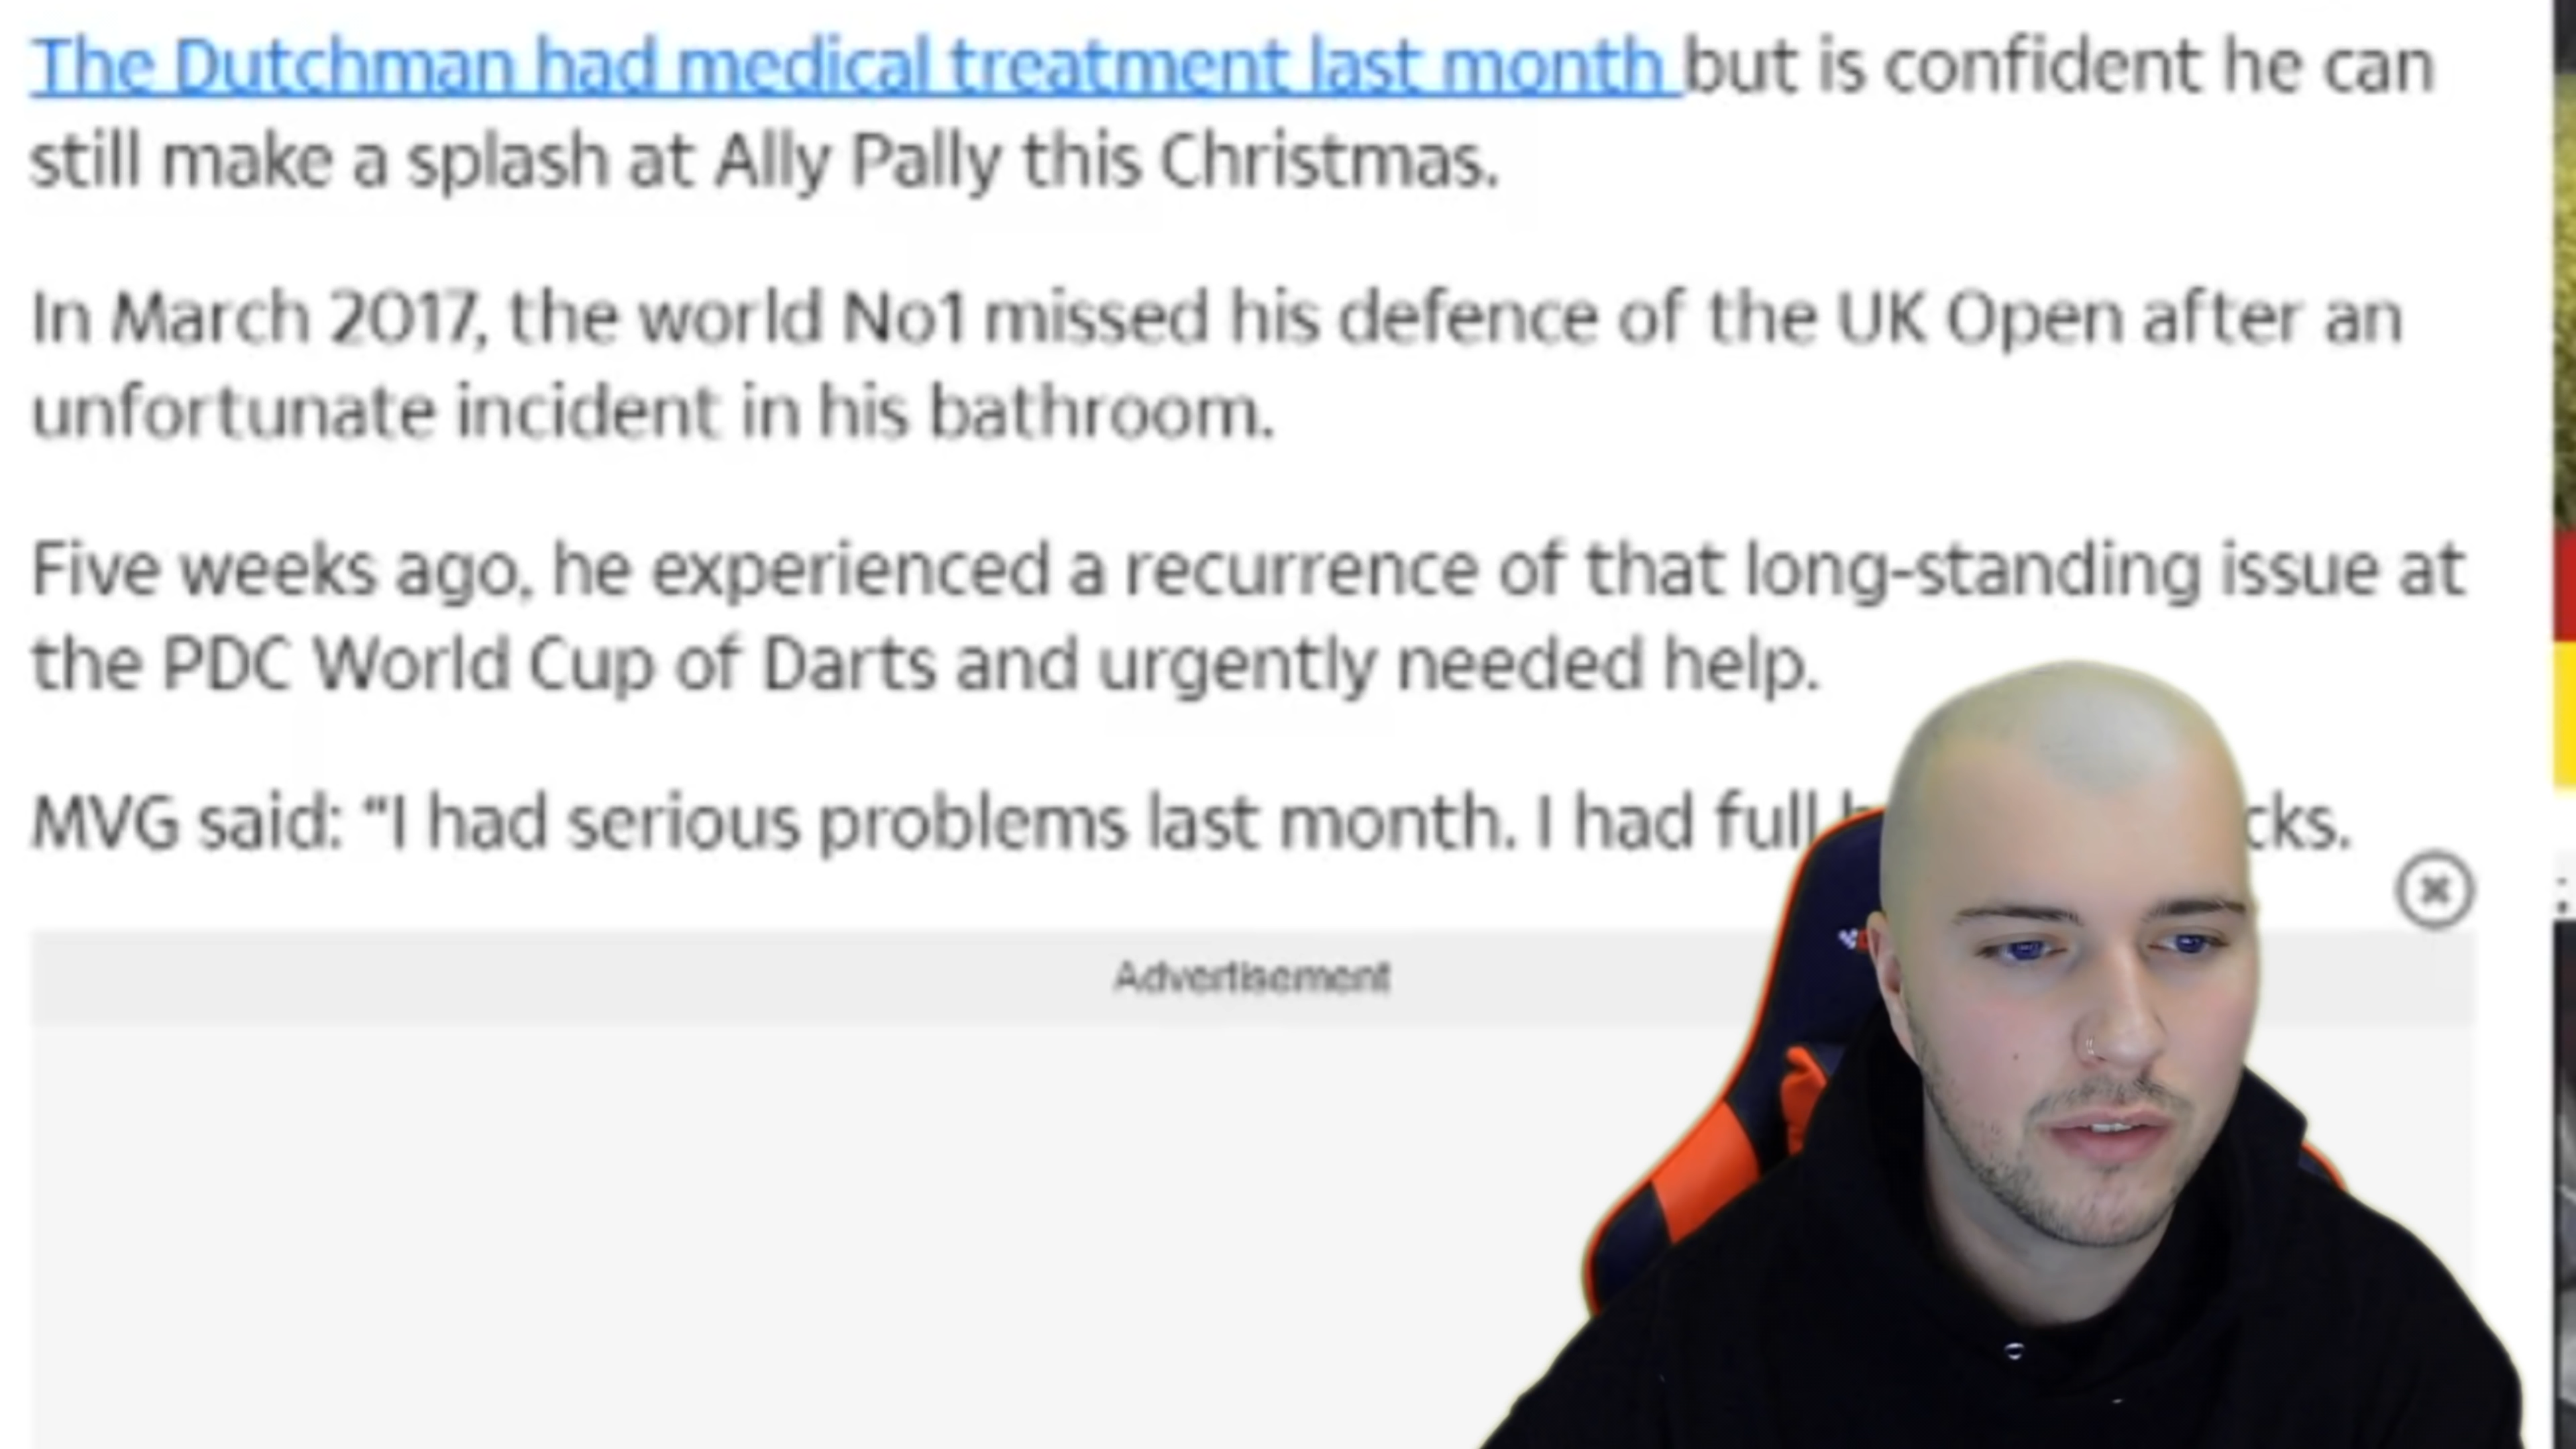 The Dutchman had medical treatment last month but is confident he can
still make a splash at Ally Pally this Christmas.
In March 2017, the world No1 missed his defence of the UK Open after an
unfortunate incident in his bathroom.
Five weeks ago, he experienced a recurrence of that long-standing issue at
the PDC World Cup of Darts and urgently needed help.
MVG said: “I had serious problems last month. I had full
Advertisement